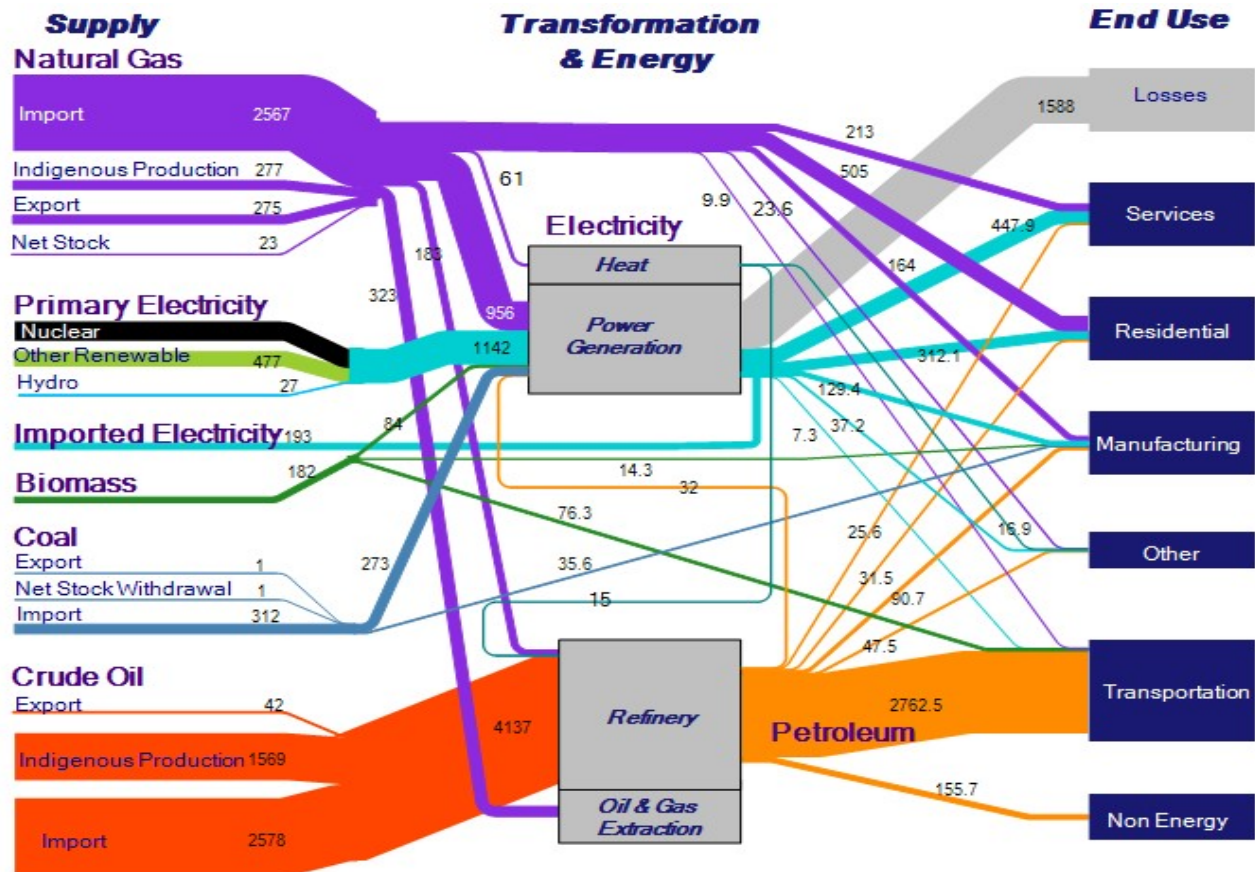 Supply
Transformation
& Energy
End Use
Natural Gas
Import 2567
Indigenous Production 277
Export 275
Net Stock 23
Primary Electricity
Nuclear
Other Renewable 477
Hydro 27
Imported Electricity 193
Biomass
182
Coal
Export 1
Net Stock Withdrawal 1
Import 312
Crude Oil
Export 42
Indigenous Production 1569
Import 2578
61
183
323
956
1142
84
273
4137
Electricity
Heat
Power
Generation
14.3
32
76.3
35.6
15
Refinery
Oil & Gas
Extraction
Petroleum
1588
213
505
9.9
23.6
447.9
164
312.1
129.4
37.2
7.3
16.9
25.6
31.5
90.7
47.5
2762.5
155.7
Losses
Services
Residential
Manufacturing
Other
Transportation
Non Energy